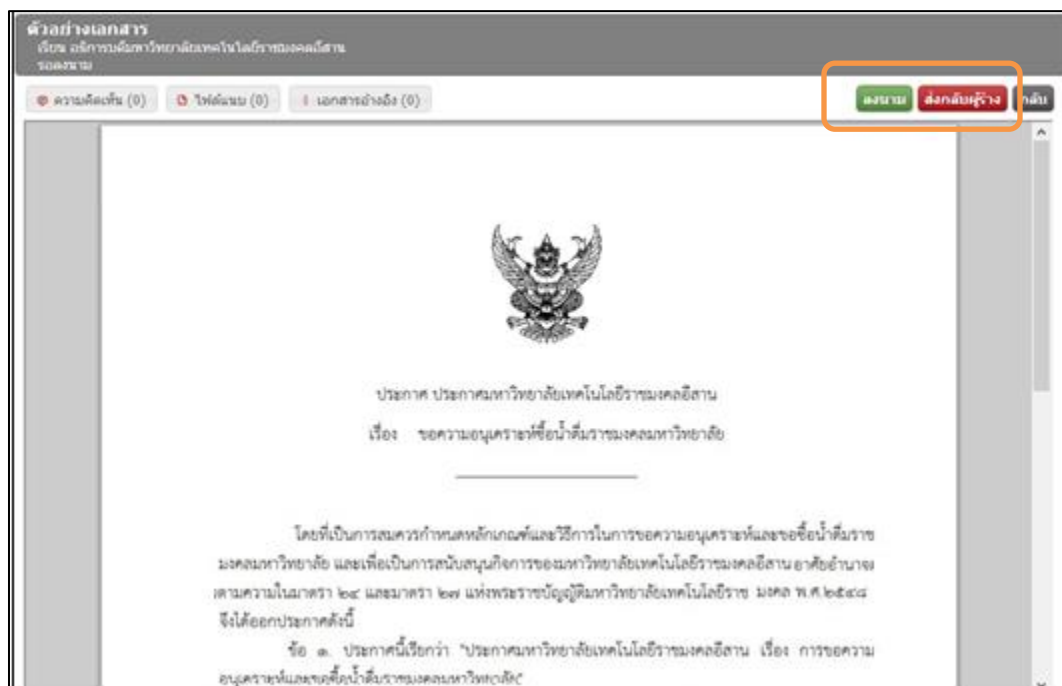 ตัวอย่างเอกสาร
เรียน อธิการบดีมหาวิทยาลัยเทคโนโลยีราชมงคลอีสาน
รอลงนาม
ความคิดเห็น (0) ไฟล์แนบ (0) เอกสารอ้างอิง (0) ลงนาม ส่งกลับผู้ร่าง กลับ
ประกาศ ประกาศมหาวิทยาลัยเทคโนโลยีราชมงคลอีสาน
เรื่อง ขอความอนุเคราะห์ซื้อน้ำดื่มราชมงคลมหาวิทยาลัย
โดยที่เป็นการสมควรกำหนดหลักเกณฑ์และวิธีการในการขอความอนุเคราะห์และขอซื้อน้ำดื่มราช
มงคลมหาวิทยาลัย และเพื่อเป็นการสนับสนุนกิจการของมหาวิทยาลัยเทคโนโลยีราชมงคลอีสาน อาศัยอำนาจ
ตามความในมาตรา ๒๔ และมาตรา ๒๗ แห่งพระราชบัญญัติมหาวิทยาลัยเทคโนโลยีราช มงคล พ.ศ.๒๕๔๘
จึงได้ออกประกาศดังนี้
ข้อ ๑. ประกาศนี้เรียกว่า "ประกาศมหาวิทยาลัยเทคโนโลยีราชมงคลอีสาน เรื่อง การขอความ
อนุเคราะห์และขอซื้อน้ำดื่มราชมงคลมหาวิทยาลัย"